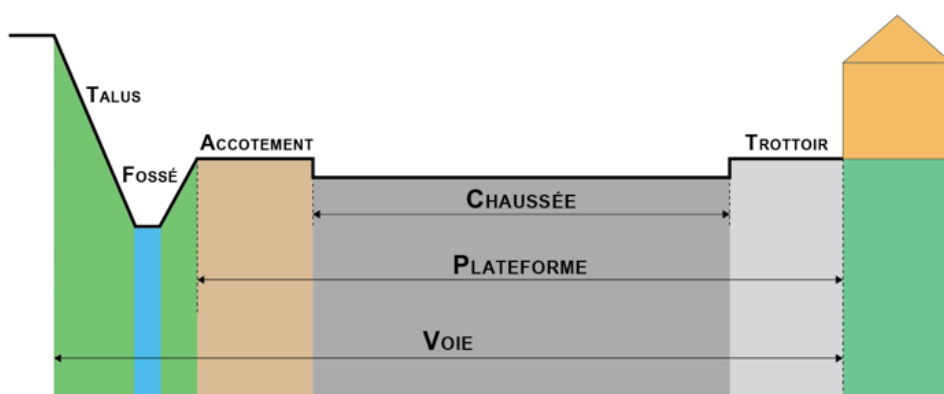 TALUS
ACCOTEMENT
TROTTOIR
FOSSÉ
CHAUSSÉE
PLATEFORME
VOIE